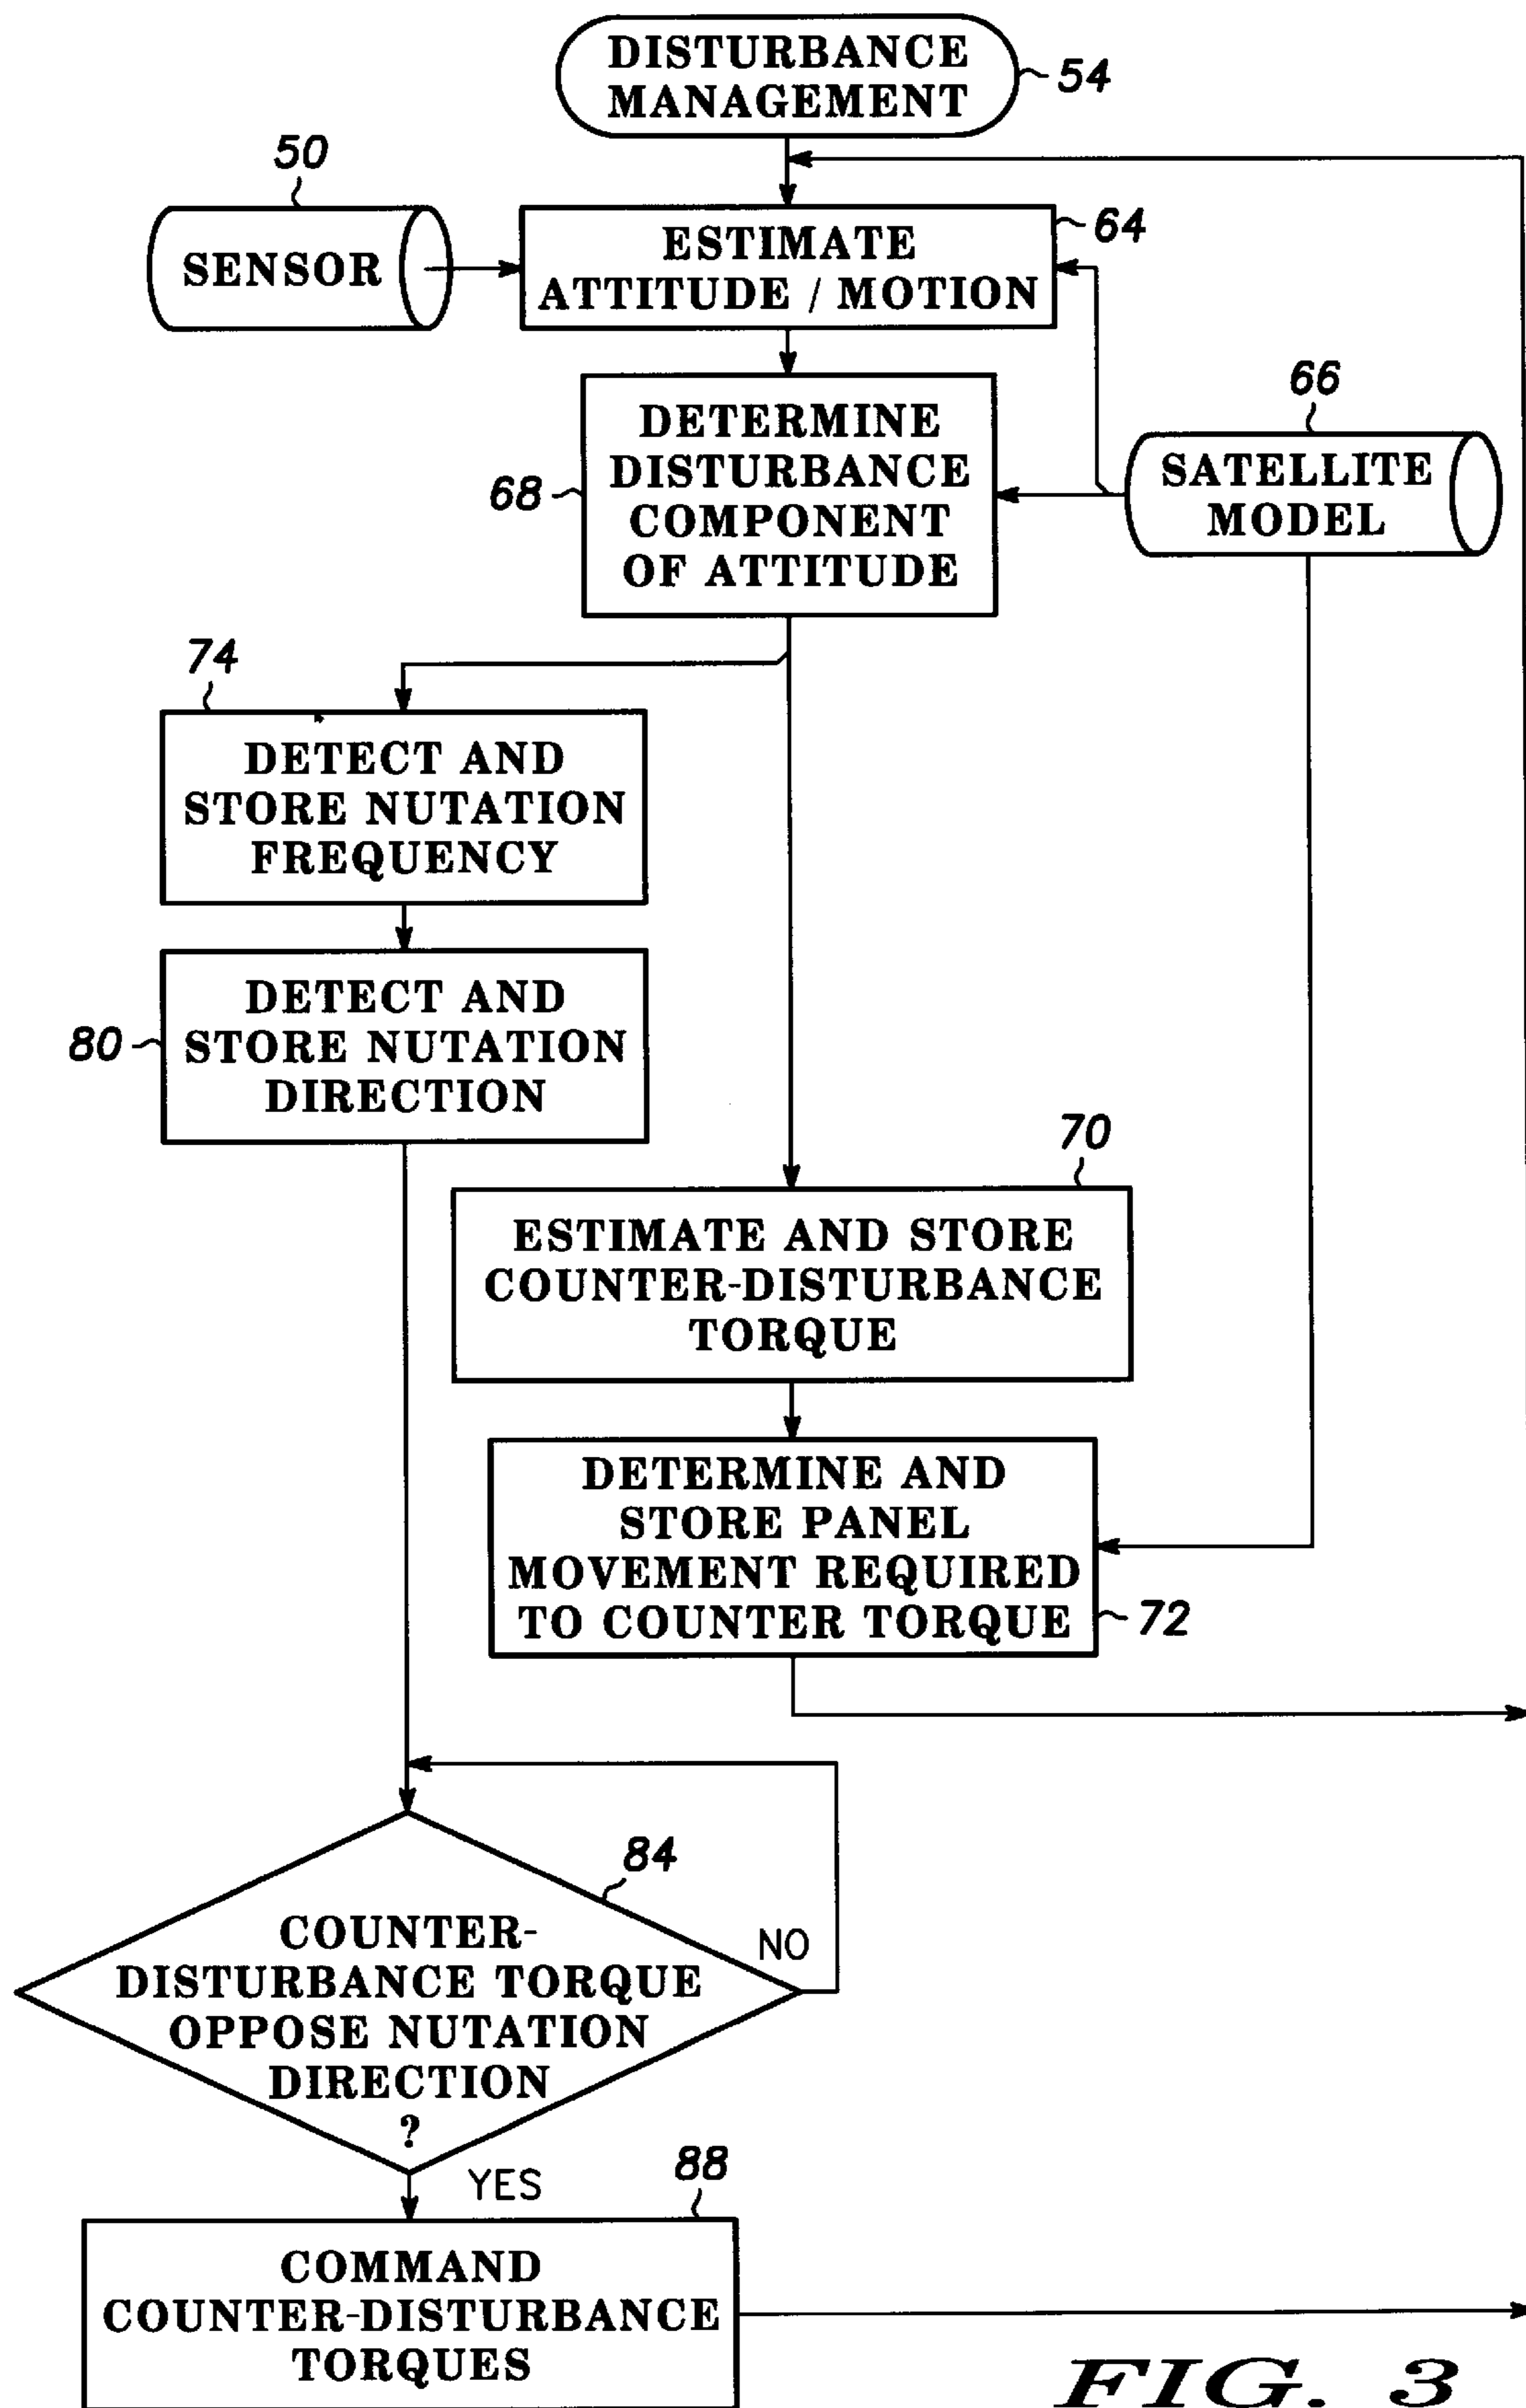 DISTURBANCE
MANAGEMENT
54
50
SENSOR
ESTIMATE
ATTITUDE / MOTION
64
DETERMINE
DISTURBANCE
COMPONENT
OF ATTITUDE
68
66
SATELLITE
MODEL
74
DETECT AND
STORE NUTATION
FREQUENCY
DETECT AND
STORE NUTATION
DIRECTION
80
70
ESTIMATE AND STORE
COUNTER-DISTURBANCE
TORQUE
DETERMINE AND
STORE PANEL
MOVEMENT REQUIRED
TO COUNTER TORQUE
72
84
COUNTER-
DISTURBANCE TORQUE
OPPOSE NUTATION
DIRECTION
?
NO
YES
88
COMMAND
COUNTER-DISTURBANCE
TORQUES
FIG. 3